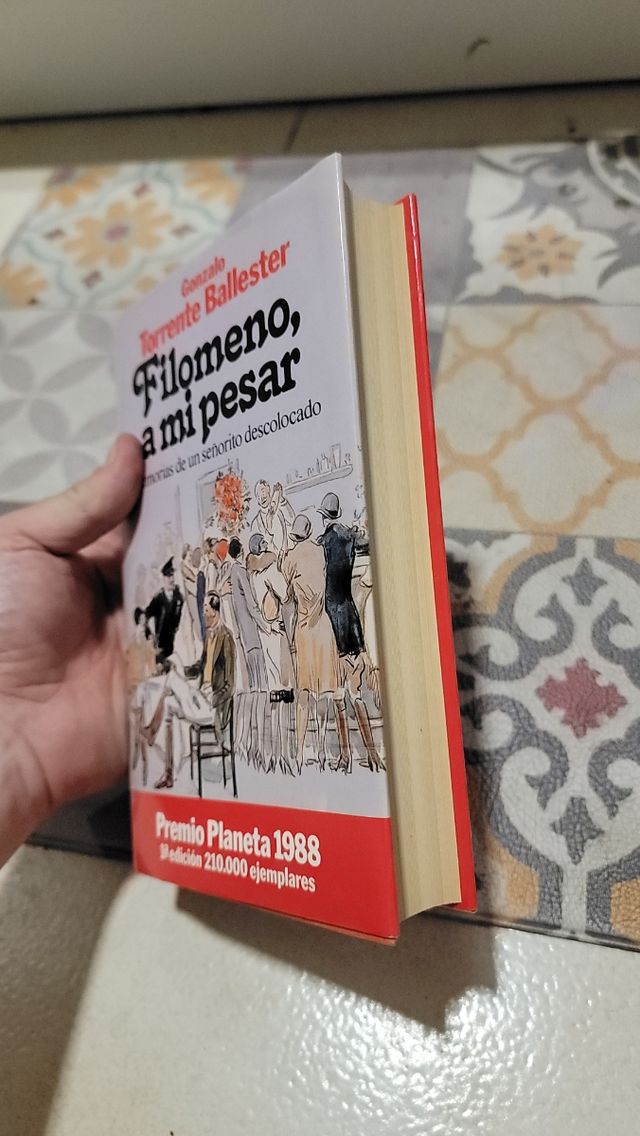 Gonzalo
Torrente Ballester
Filomeno,
a mi pesar
de un señorito descolocado
Premio Planeta 1988
1ª edición 210.000 ejemplares